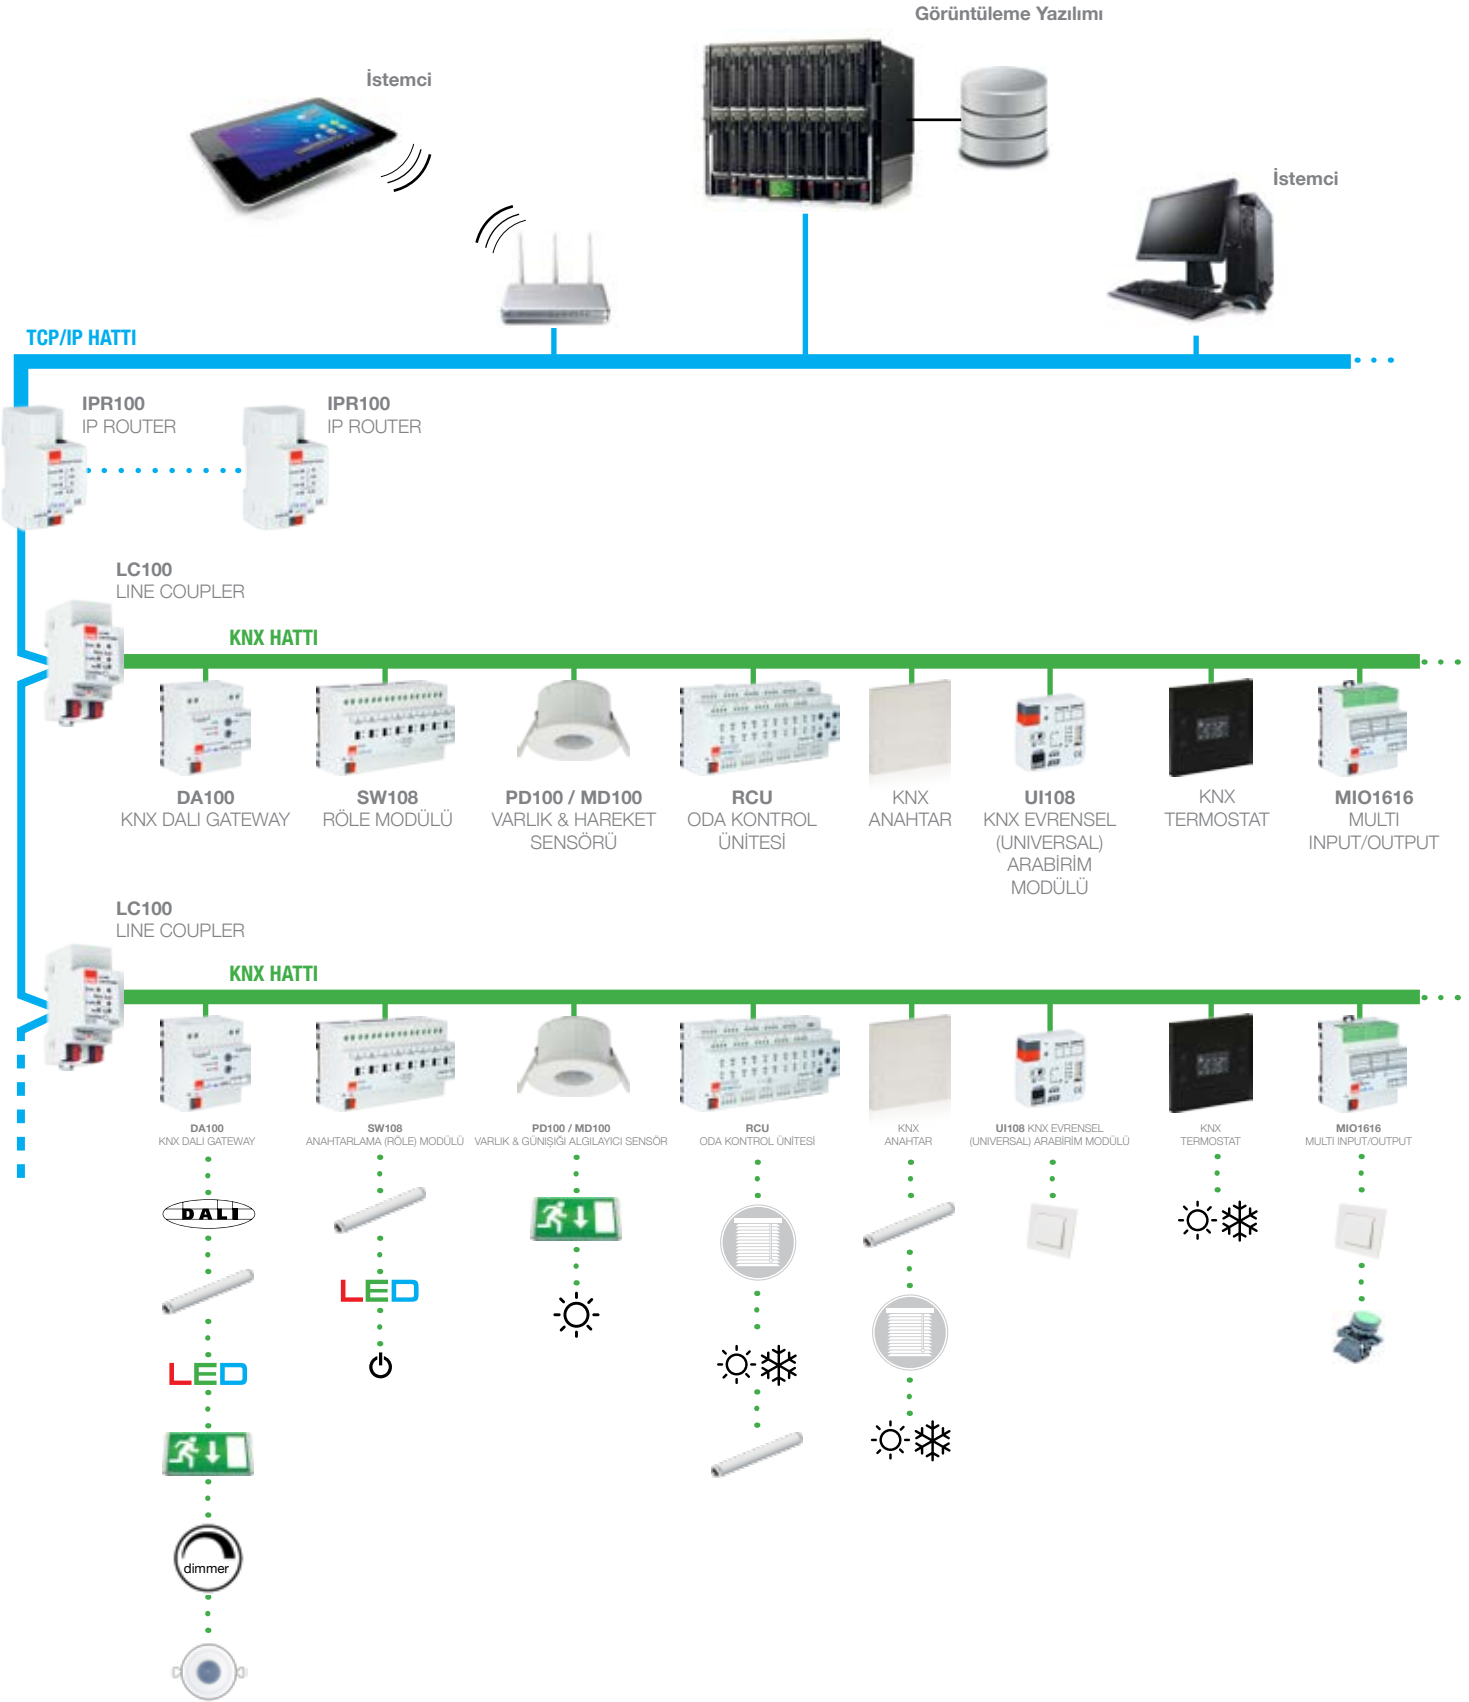 Görüntüleme Yazılımı
İstemci
İstemci
TCP/IP HATTI
IPR100
IP ROUTER
IPR100
IP ROUTER
LC100
LINE COUPLER
KNX HATTI
DA100
KNX DALI GATEWAY
SW108
RÖLE MODÜLÜ
PD100 / MD100
VARLIK & HAREKET
SENSÖRÜ
RCU
ODA KONTROL
ÜNİTESİ
KNX
ANAHTAR
UI108
KNX EVRENSEL
(UNIVERSAL)
ARABİRİM
MODÜLÜ
KNX
TERMOSTAT
MIO1616
MULTI
INPUT/OUTPUT
LC100
LINE COUPLER
KNX HATTI
DA100
KNX DALI GATEWAY
SW108
ANAHTARLAMA (RÖLE) MODÜLÜ
PD100 / MD100
VARLIK & GÜNIŞIĞI ALGILAYICI SENSÖR
RCU
ODA KONTROL ÜNİTESİ
KNX
ANAHTAR
UI108 KNX EVRENSEL
(UNIVERSAL) ARABİRİM MODÜLÜ
KNX
TERMOSTAT
MIO1616
MULTI INPUT/OUTPUT
DALI
LED
LED
dimmer